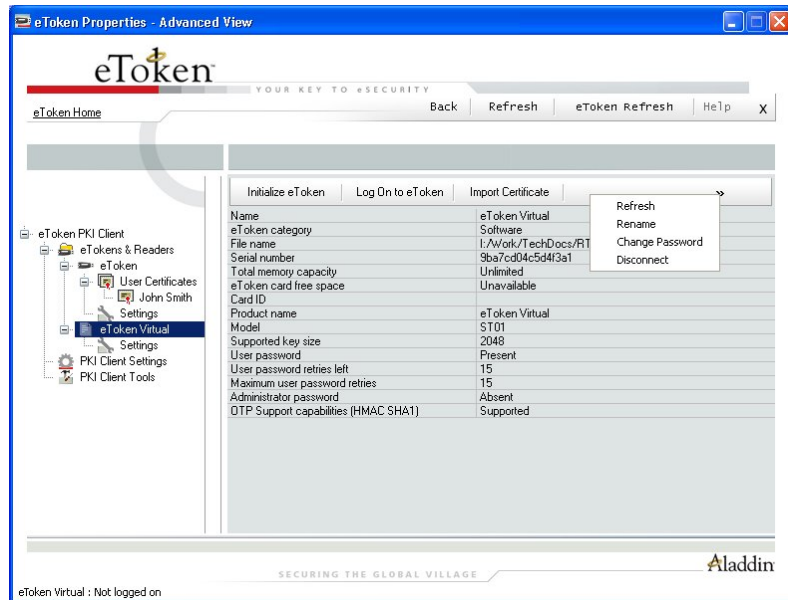 eToken Properties - Advanced View
eToken
YOUR KEY TO eSECURITY
eToken Home
Back
Refresh
eToken Refresh
Help
X
Initialize eToken
Log On to eToken
Import Certificate
»
Refresh
Rename
Change Password
Disconnect
eToken PKI Client
eTokens & Readers
eToken
User Certificates
John Smith
Settings
eToken Virtual
Settings
PKI Client Settings
PKI Client Tools
Name eToken Virtual
eToken category Software
File name I:/Work/TechDocs/RT
Serial number 9ba7cd04c5d4f3a1
Total memory capacity Unlimited
eToken card free space Unavailable
Card ID
Product name eToken Virtual
Model ST01
Supported key size 2048
User password Present
User password retries left 15
Maximum user password retries 15
Administrator password Absent
OTP Support capabilities (HMAC SHA1) Supported
SECURING THE GLOBAL VILLAGE
Aladdin
eToken Virtual : Not logged on